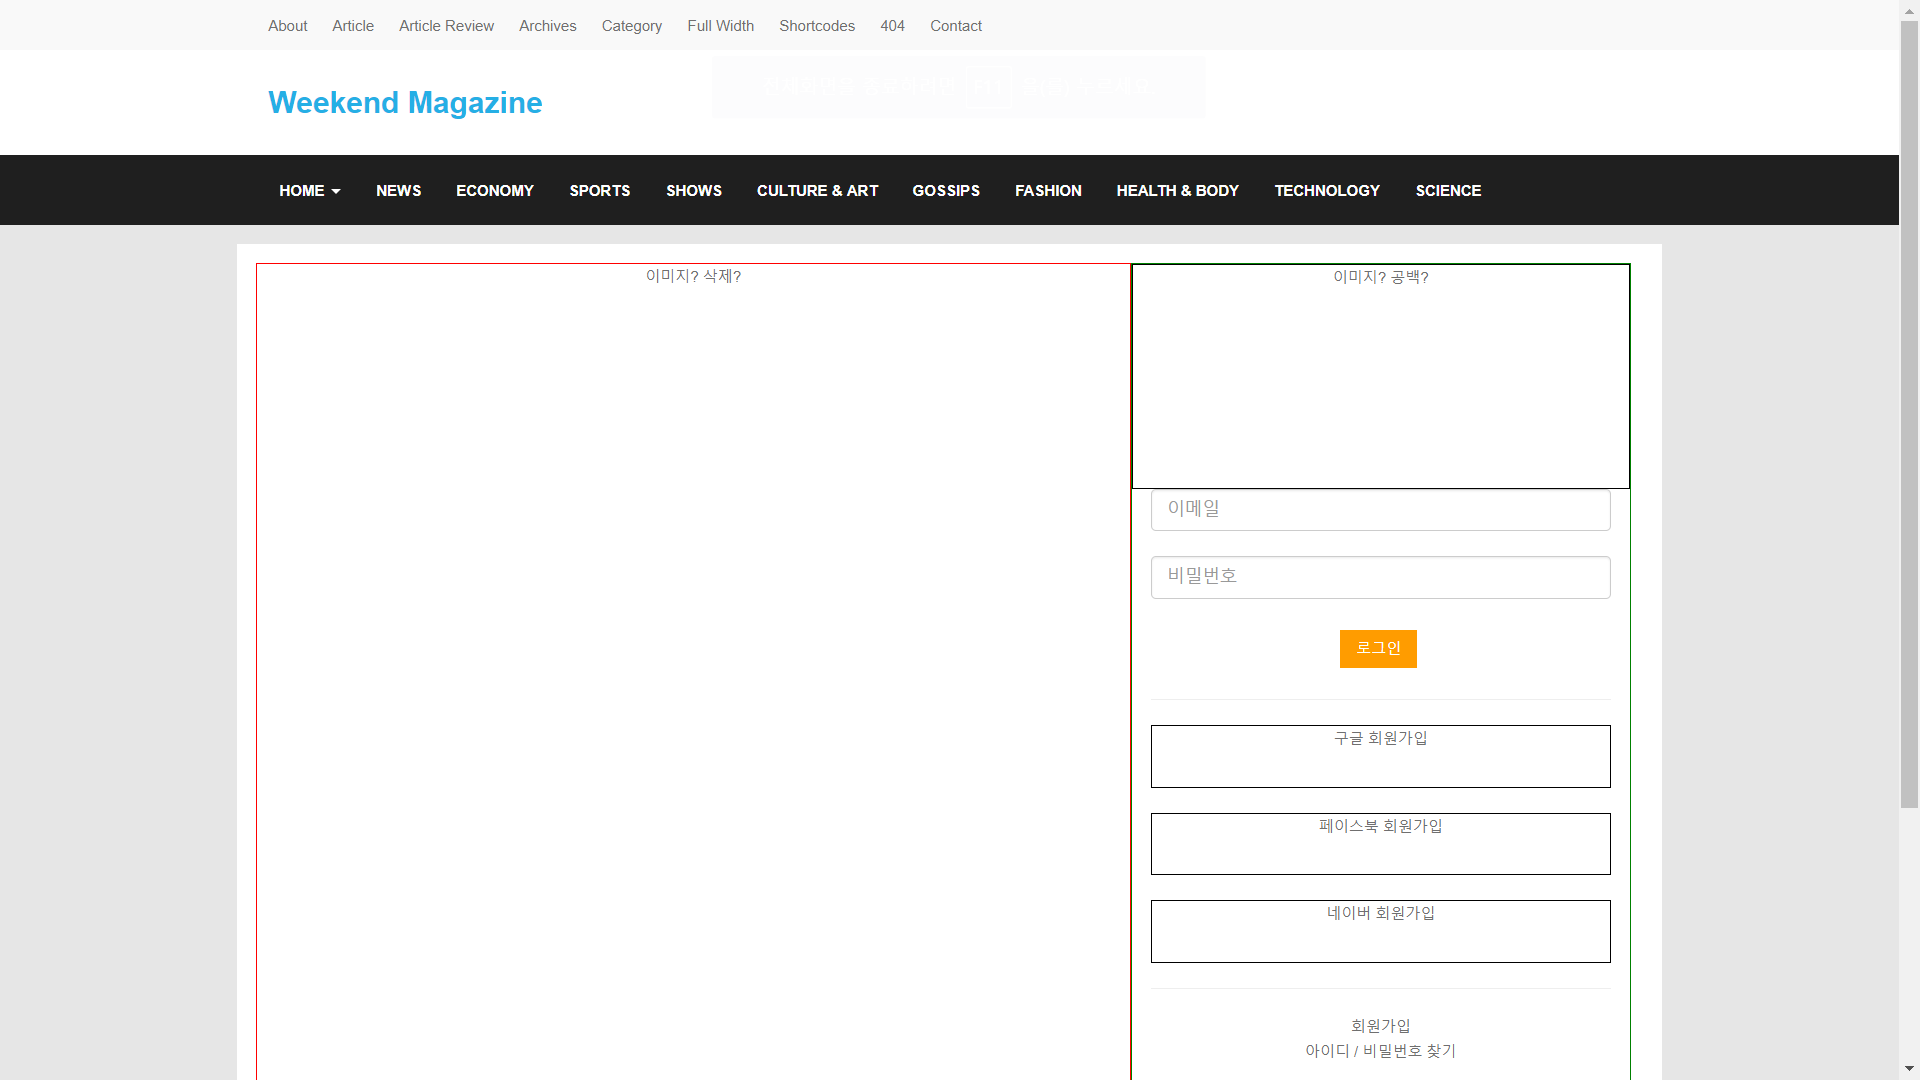 About Article Article Review Archives Category Full Width Shortcodes 404 Contact
Weekend Magazine
HOME NEWS ECONOMY SPORTS SHOWS CULTURE & ART GOSSIPS FASHION HEALTH & BODY TECHNOLOGY SCIENCE
이미지? 삭제?
이미지? 공백?
이메일
비밀번호
로그인
구글 회원가입
페이스북 회원가입
네이버 회원가입
회원가입
아이디 / 비밀번호 찾기